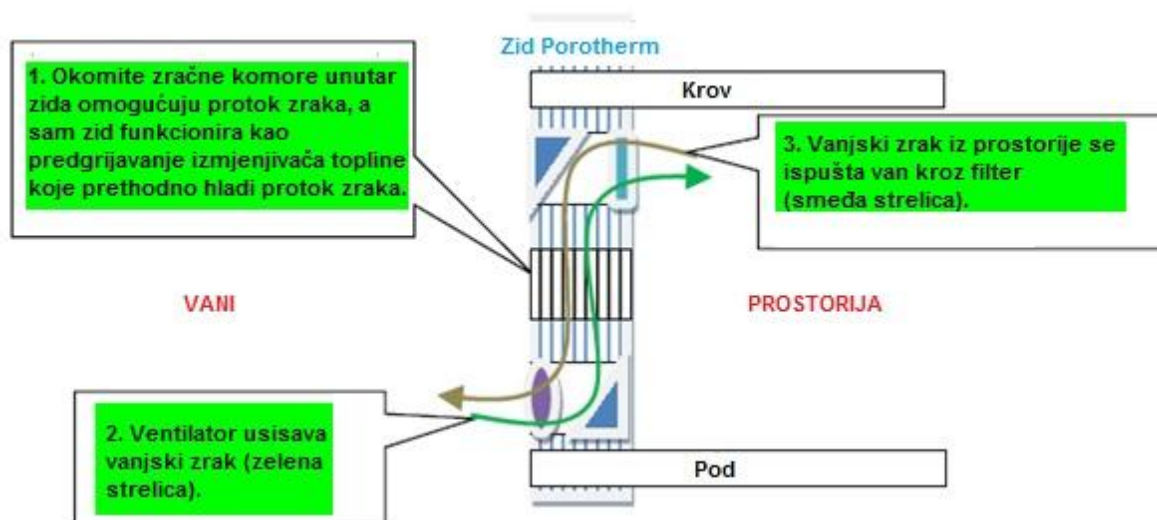 Zid Porotherm
1. Okomite zračne komore unutar
zida omogućuju protok zraka, a
sam zid funkcionira kao
predgrijavanje izmjenjivača topline
koje prethodno hladi protok zraka.
Krov
3. Vanjski zrak iz prostorije se
ispušta van kroz filter
(smeđa strelica).
VANI
PROSTORIJA
2. Ventilator usisava
vanjski zrak (zelena
strelica).
Pod